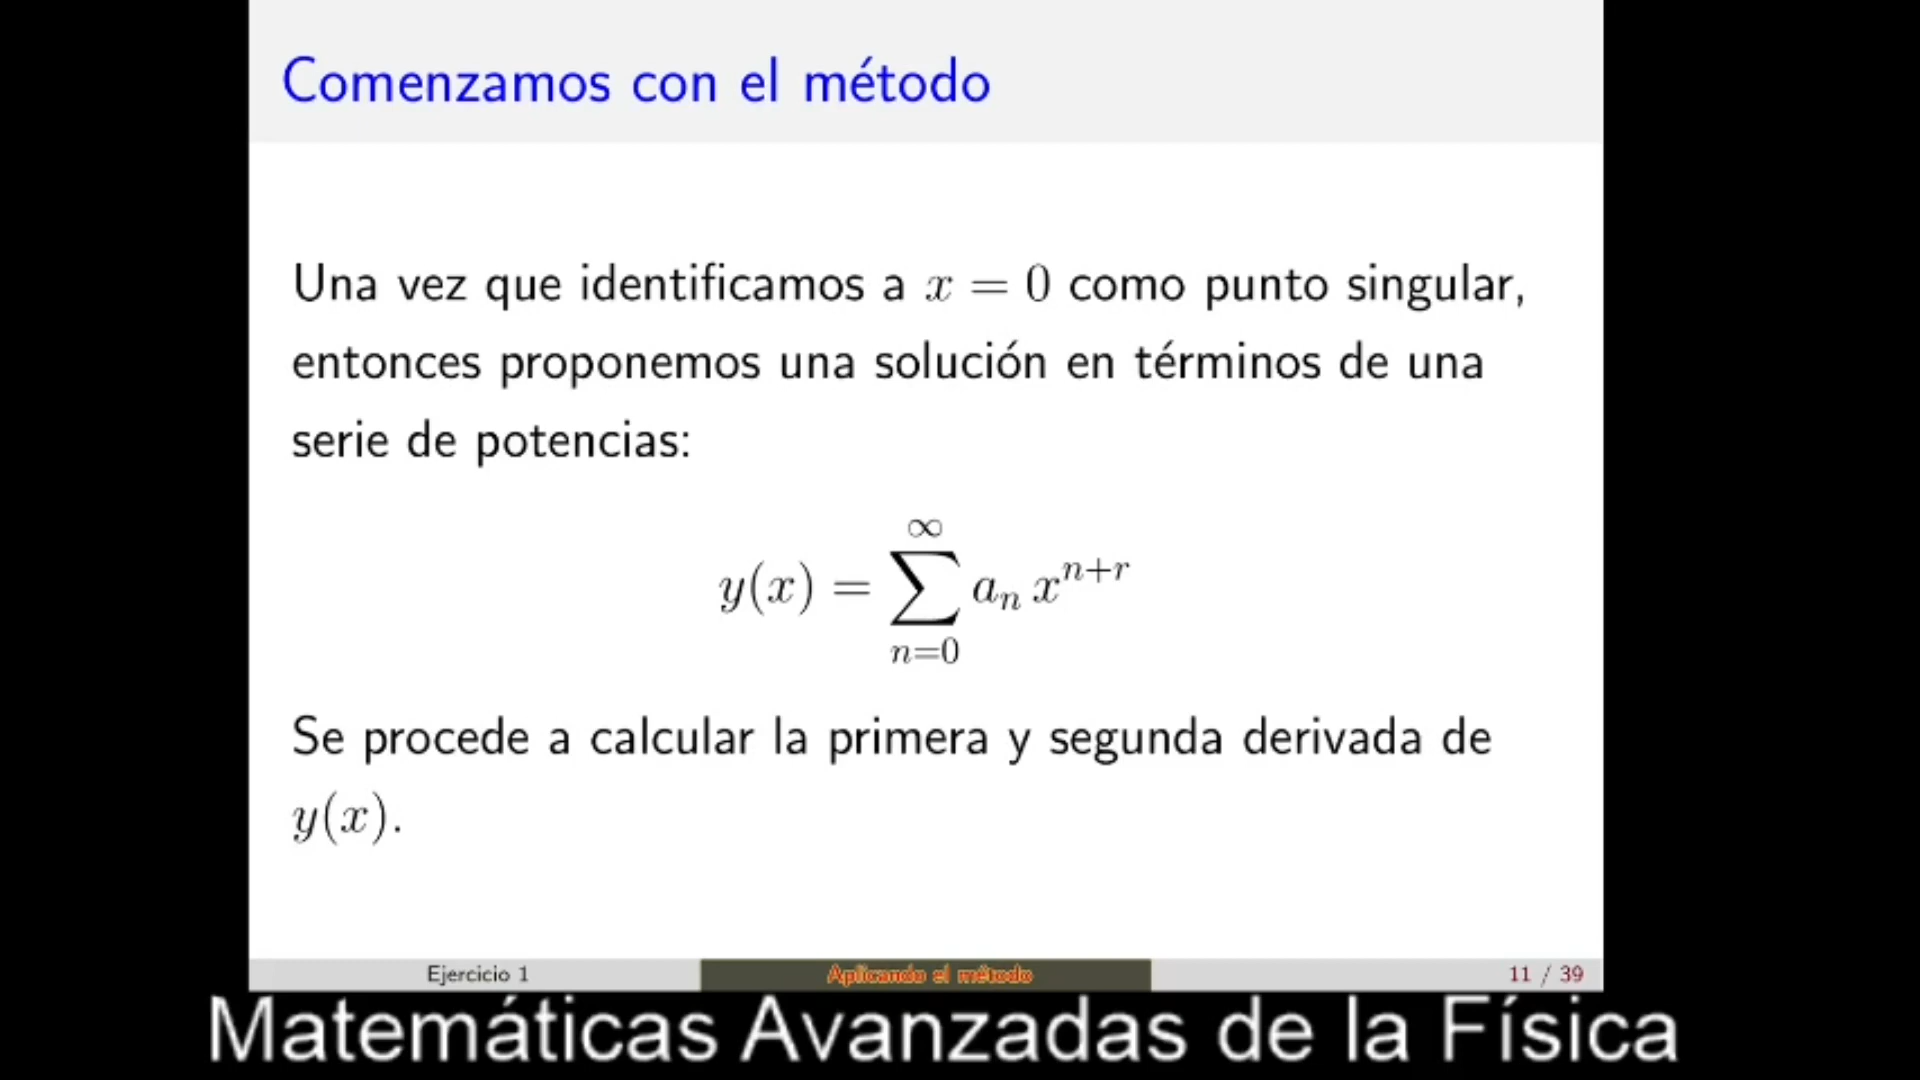 Comenzamos con el método
Una vez que identificamos a x = 0 como punto singular,
entonces proponemos una solución en términos de una
serie de potencias:
y(x) = ∑_{n=0}^{∞} a_n x^{n+r}
Se procede a calcular la primera y segunda derivada de
y(x).
Ejercicio 1 Aplicando el método 11 / 39
Matemáticas Avanzadas de la Física